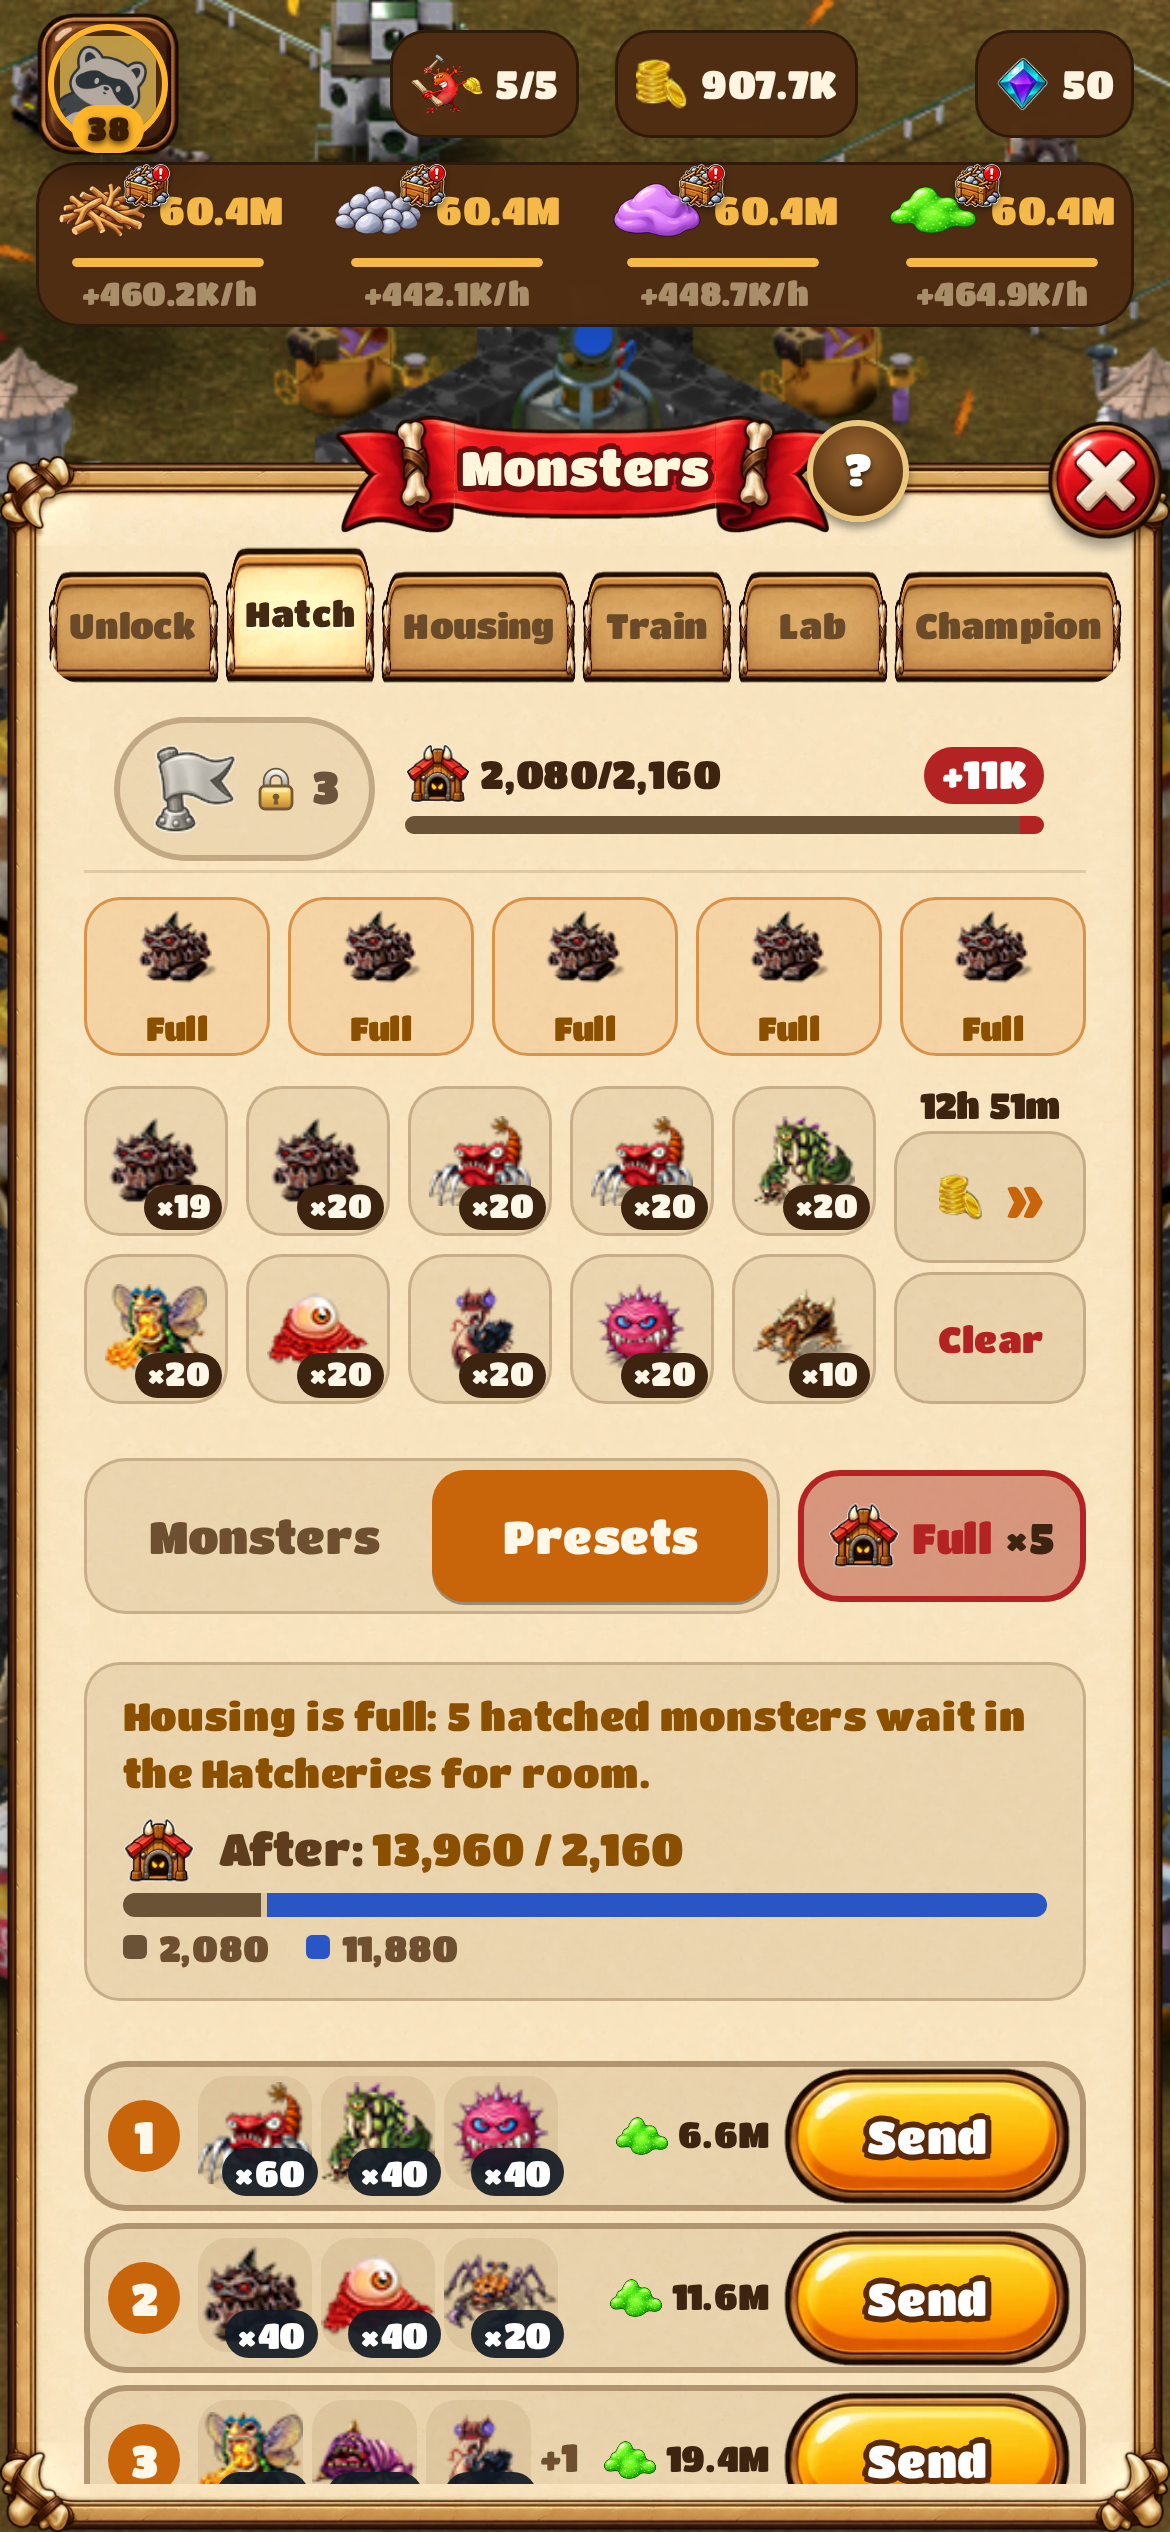 38
5/5
907.7K
50
60.4M
60.4M
60.4M
60.4M
+460.2K/h
+442.1K/h
+448.7K/h
+464.9K/h
Monsters
?
Unlock
Hatch
Housing
Train
Lab
Champion
3
2,080/2,160
+11K
Full
Full
Full
Full
Full
×19
×20
×20
×20
×20
12h 51m
×20
×20
×20
×20
×10
Clear
Monsters
Presets
Full ×5
Housing is full: 5 hatched monsters wait in
the Hatcheries for room.
After: 13,960 / 2,160
2,080
11,880
1
×60
×40
×40
6.6M
Send
2
×40
×40
×20
11.6M
Send
3
+1
19.4M
Send